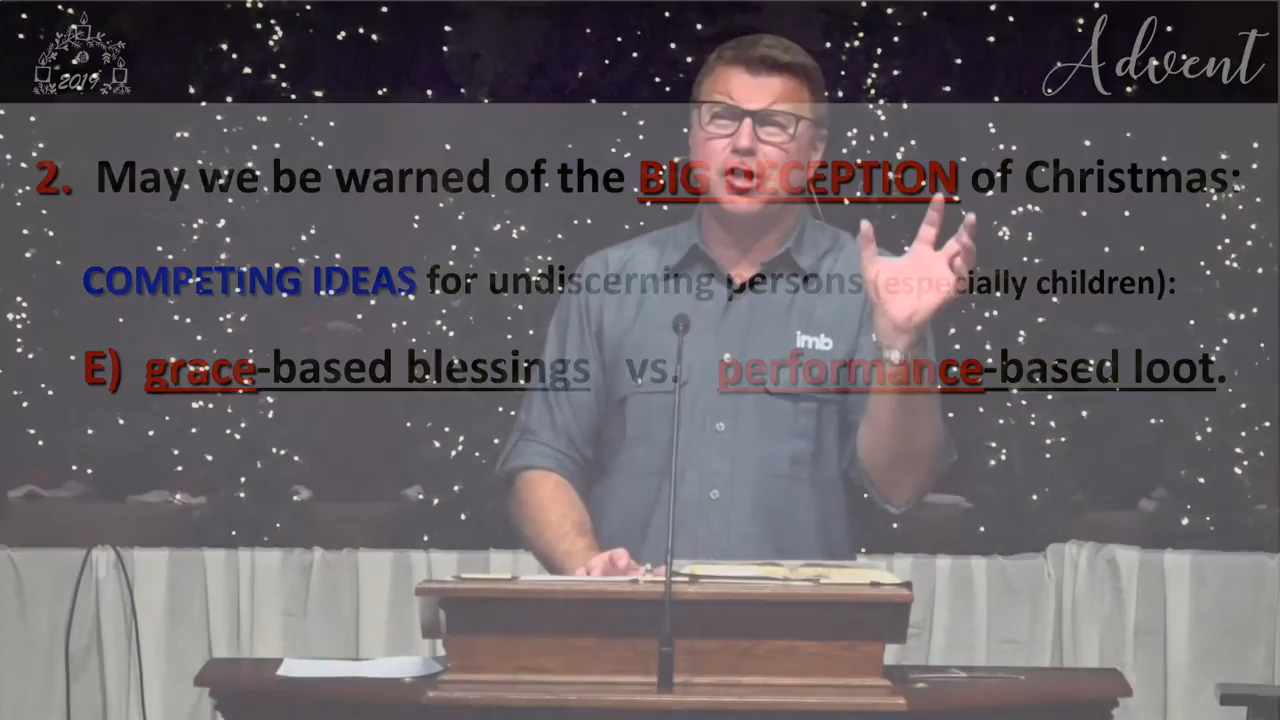 2019
Advent
2. May we be warned of the BIG DECEPTION of Christmas:
COMPETING IDEAS for undiscerning persons (especially children):
imb
E) grace-based blessings vs. performance-based loot.